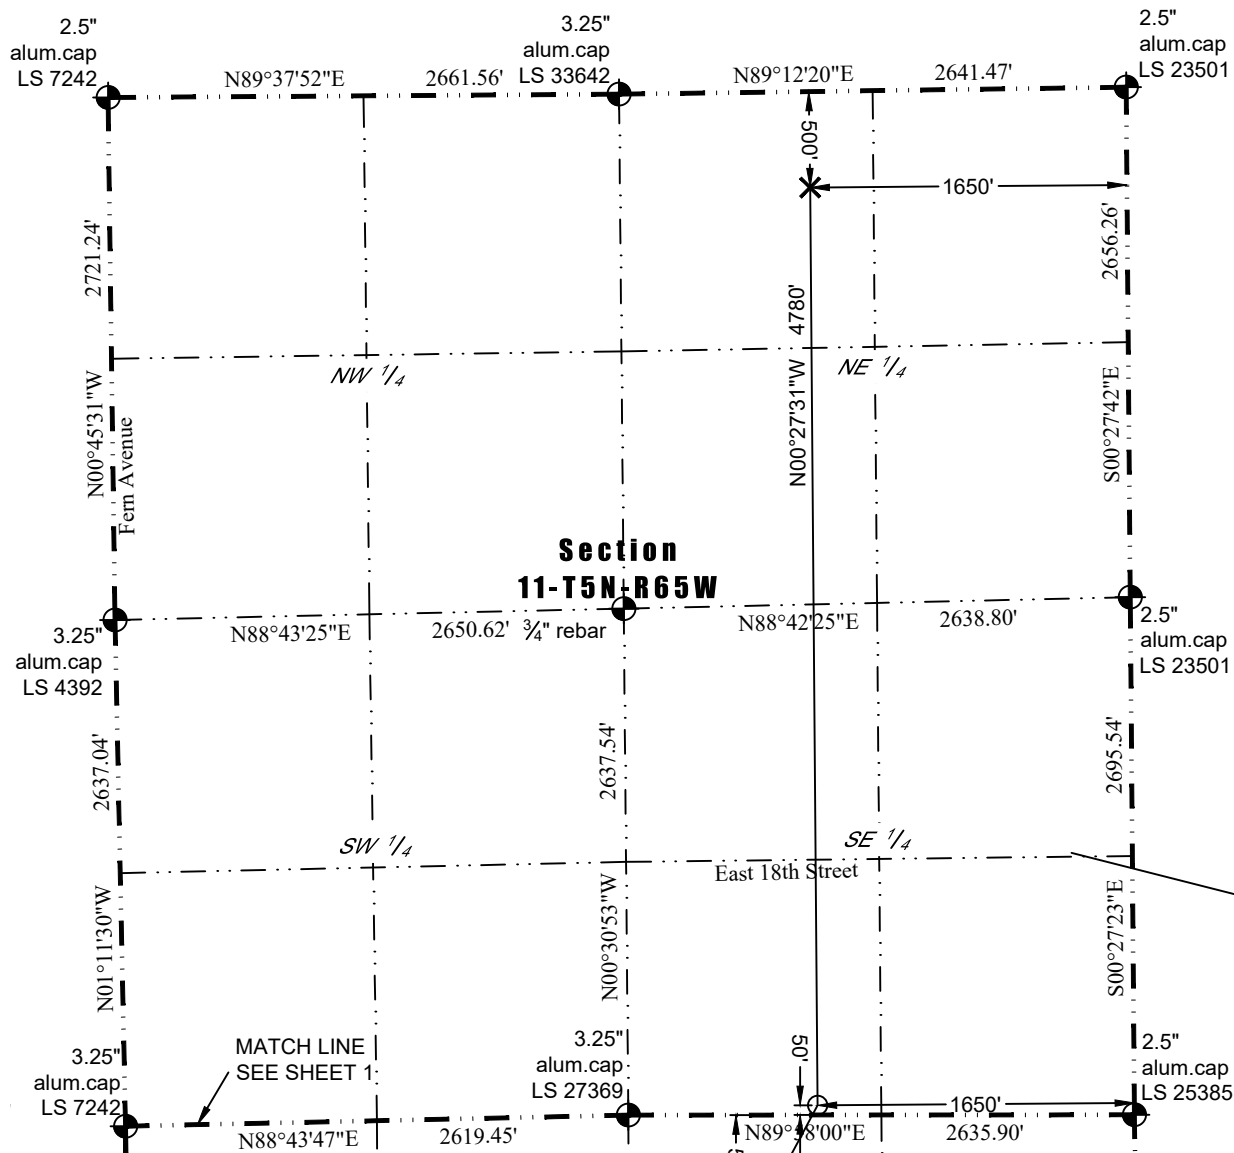 2.5"
alum.cap
LS 7242
N89°37'52"E
2661.56'
3.25"
alum.cap
LS 33642
N89°12'20"E
2641.47'
2.5"
alum.cap
LS 23501
500'
1650'
2721.24'
N00°45'31"W
Fern Avenue
4780'
N00°27'31"W
2656.26'
S00°27'42"E
NW 1/4
NE 1/4
Section
11-T5N-R65W
3.25"
alum.cap
LS 4392
N88°43'25"E
2650.62'
3/4" rebar
N88°42'25"E
2638.80'
2.5"
alum.cap
LS 23501
2637.04'
N01°11'30"W
2637.54'
N00°30'53"W
2695.54'
S00°27'23"E
SW 1/4
SE 1/4
East 18th Street
MATCH LINE
SEE SHEET 1
3.25"
alum.cap
LS 7242
N88°43'47"E
2619.45'
3.25"
alum.cap
LS 27369
50'
1650'
2.5"
alum.cap
LS 25385
2635.90'